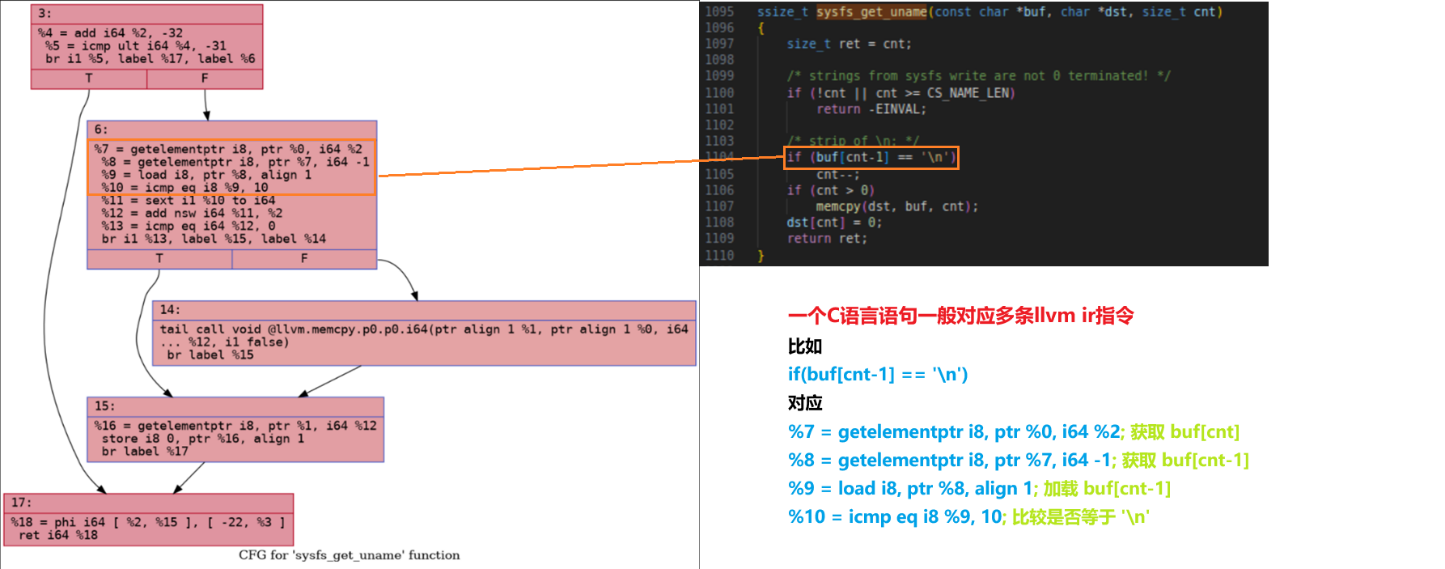 3:
%4 = add i64 %2, -32
%5 = icmp ult i64 %4, -31
br i1 %5, label %17, label %6
T F
6:
%7 = getelementptr i8, ptr %0, i64 %2
%8 = getelementptr i8, ptr %7, i64 -1
%9 = load i8, ptr %8, align 1
%10 = icmp eq i8 %9, 10
%11 = sext i1 %10 to i64
%12 = add nsw i64 %11, %2
%13 = icmp eq i64 %12, 0
br i1 %13, label %15, label %14
T F
14:
tail call void @llvm.memcpy.p0.p0.i64(ptr align 1 %1, ptr align 1 %0, i64
... %12, i1 false)
br label %15
15:
%16 = getelementptr i8, ptr %1, i64 %12
store i8 0, ptr %16, align 1
br label %17
17:
%18 = phi i64 [ %2, %15 ], [ -22, %3 ]
ret i64 %18
CFG for 'sysfs_get_uname' function
1095 ssize_t sysfs_get_uname(const char *buf, char *dst, size_t cnt)
1096 {
1097 size_t ret = cnt;
1098
1099 /* strings from sysfs write are not 0 terminated! */
1100 if (!cnt || cnt >= CS_NAME_LEN)
1101 return -EINVAL;
1102
1103 /* strip of \n: */
1104 if (buf[cnt-1] == '\n')
1105 cnt--;
1106 if (cnt > 0)
1107 memcpy(dst, buf, cnt);
1108 dst[cnt] = 0;
1109 return ret;
1110 }
一个C语言语句一般对应多条llvm ir指令
比如
if(buf[cnt-1] == '\n')
对应
%7 = getelementptr i8, ptr %0, i64 %2; 获取 buf[cnt]
%8 = getelementptr i8, ptr %7, i64 -1; 获取 buf[cnt-1]
%9 = load i8, ptr %8, align 1; 加载 buf[cnt-1]
%10 = icmp eq i8 %9, 10; 比较是否等于 '\n'